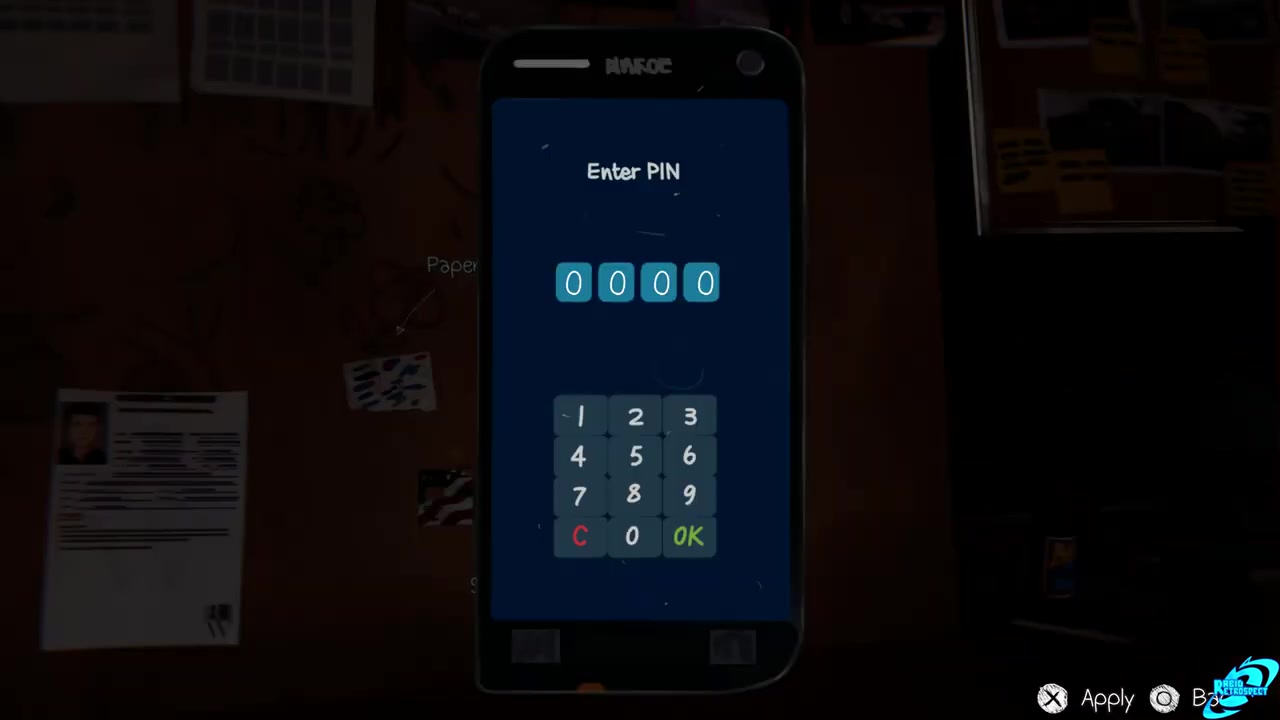 Enter PIN
0 0 0 0
Paper
1 2 3
4 5 6
7 8 9
C 0 OK
Apply
RETROSPECT